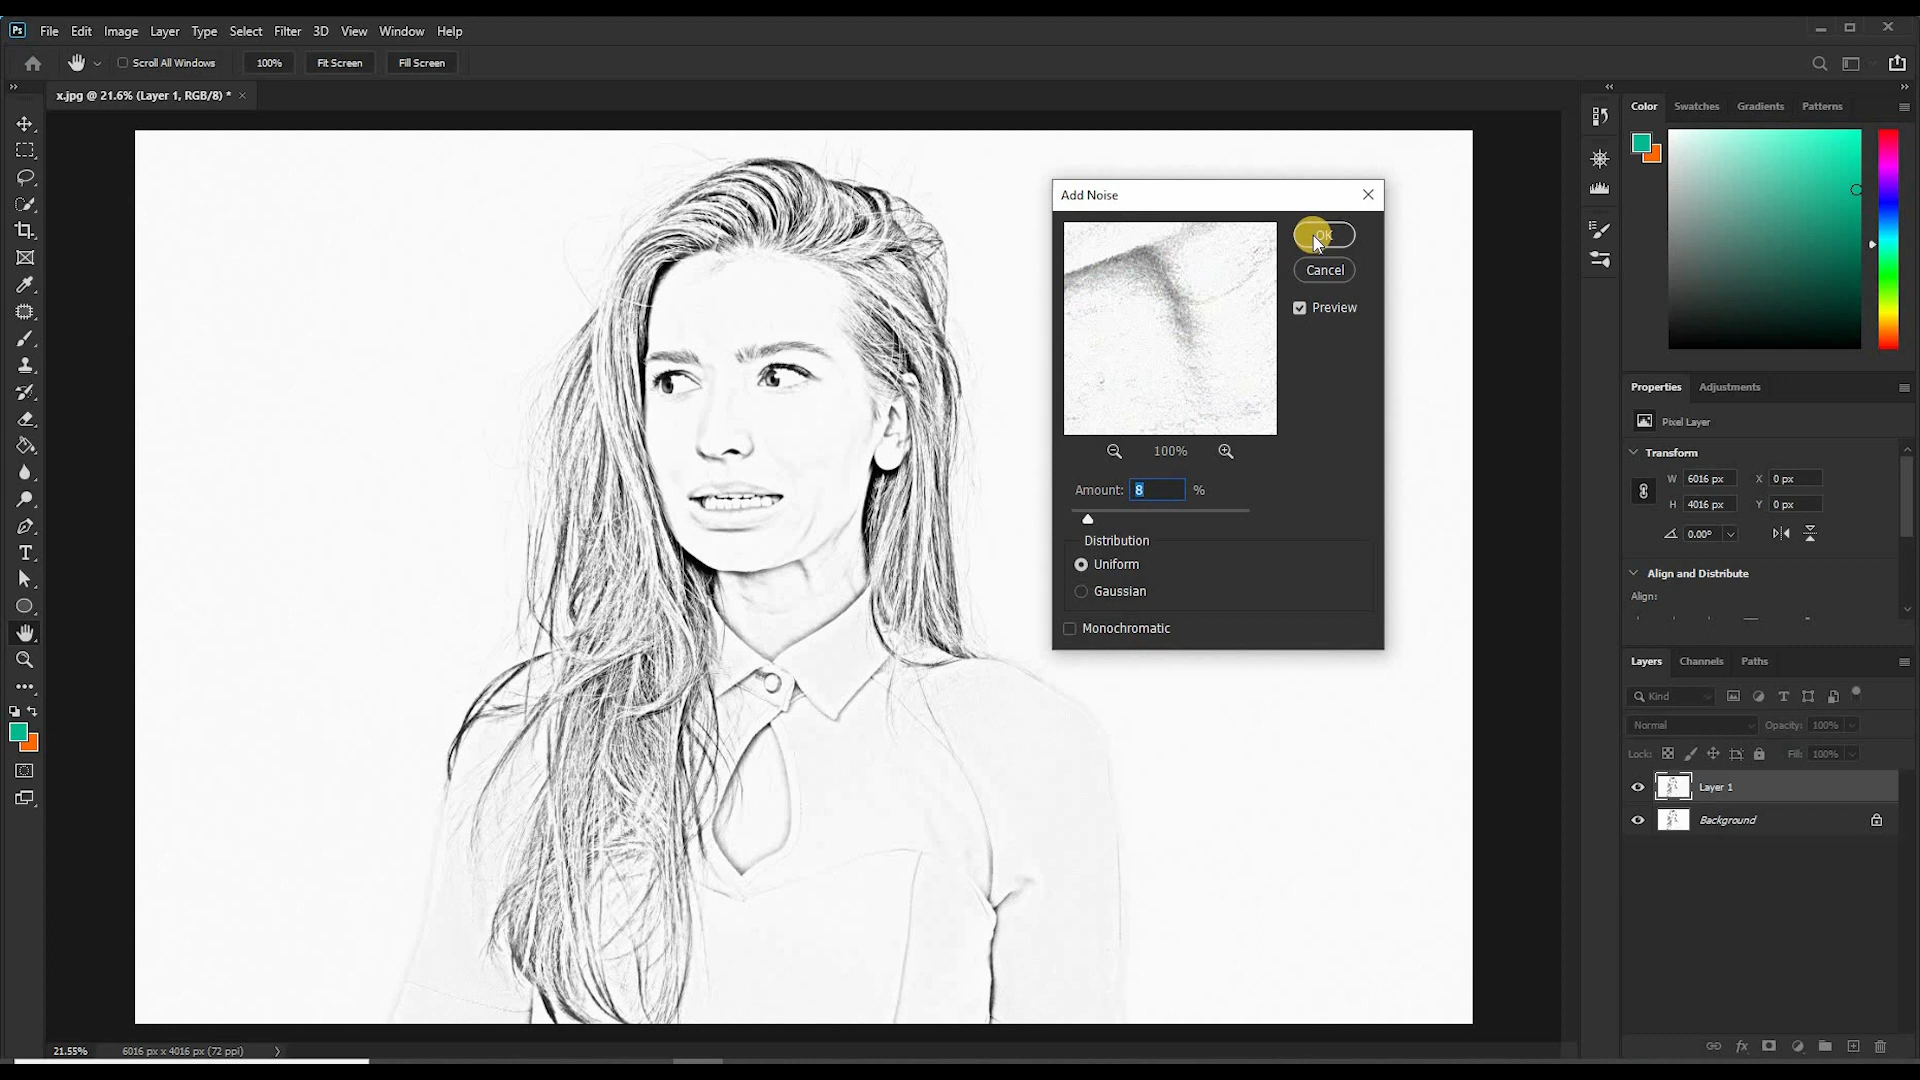 Ps File Edit Image Layer Type Select Filter 3D View Window Help
Scroll All Windows 100% Fit Screen Fill Screen
x.jpg @ 21.6% (Layer 1, RGB/8) *
Color Swatches Gradients Patterns
Add Noise
OK
Cancel
Preview
100%
Amount: 8 %
Distribution
Uniform
Gaussian
Monochromatic
Properties Adjustments
Pixel Layer
Transform
W 6016 px X 0 px
H 4016 px Y 0 px
0.00°
Align and Distribute
Align:
Layers Channels Paths
Kind
Normal Opacity: 100%
Lock: Fill: 100%
Layer 1
Background
fx
21.55% 6016 px x 4016 px (72 ppi)